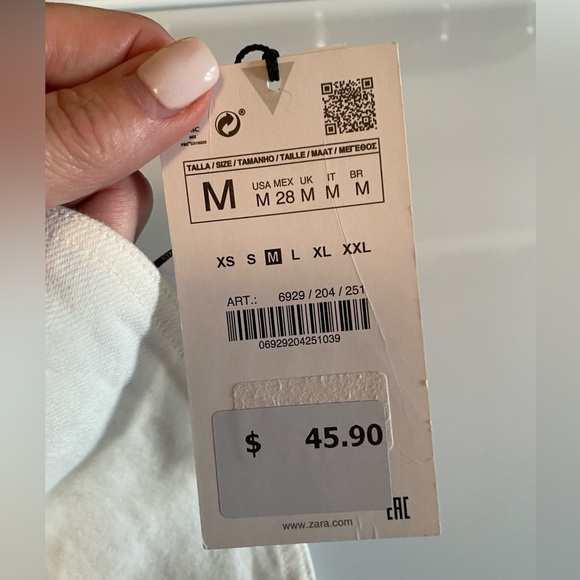 MIX
TALLA / SIZE / TAMANHO / TAILLE / MAAT / ΜΕΓΕΘΟΣ
M
USA MEX UK IT BR
M 28 M M M
XS S M L XL XXL
ART.: 6929 / 204 / 251
06929204251039
$ 45.90
www.zara.com
EAC